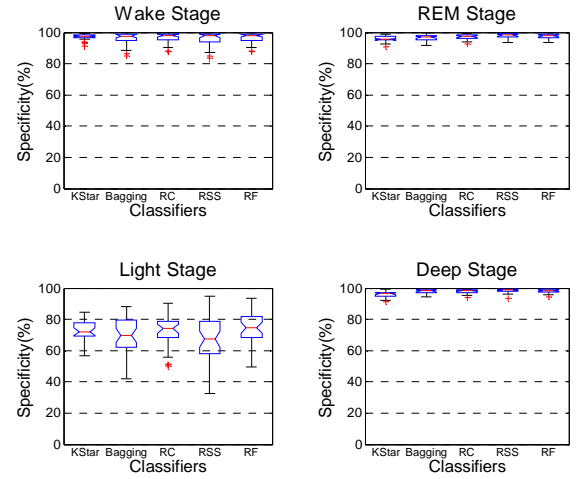 Wake Stage
100
80
60
40
20
0
Specificity(%)
KStar Bagging RC RSS RF
Classifiers
REM Stage
100
80
60
40
20
0
Specificity(%)
KStar Bagging RC RSS RF
Classifiers
Light Stage
100
80
60
40
20
0
Specificity(%)
KStar Bagging RC RSS RF
Classifiers
Deep Stage
100
80
60
40
20
0
Specificity(%)
KStar Bagging RC RSS RF
Classifiers